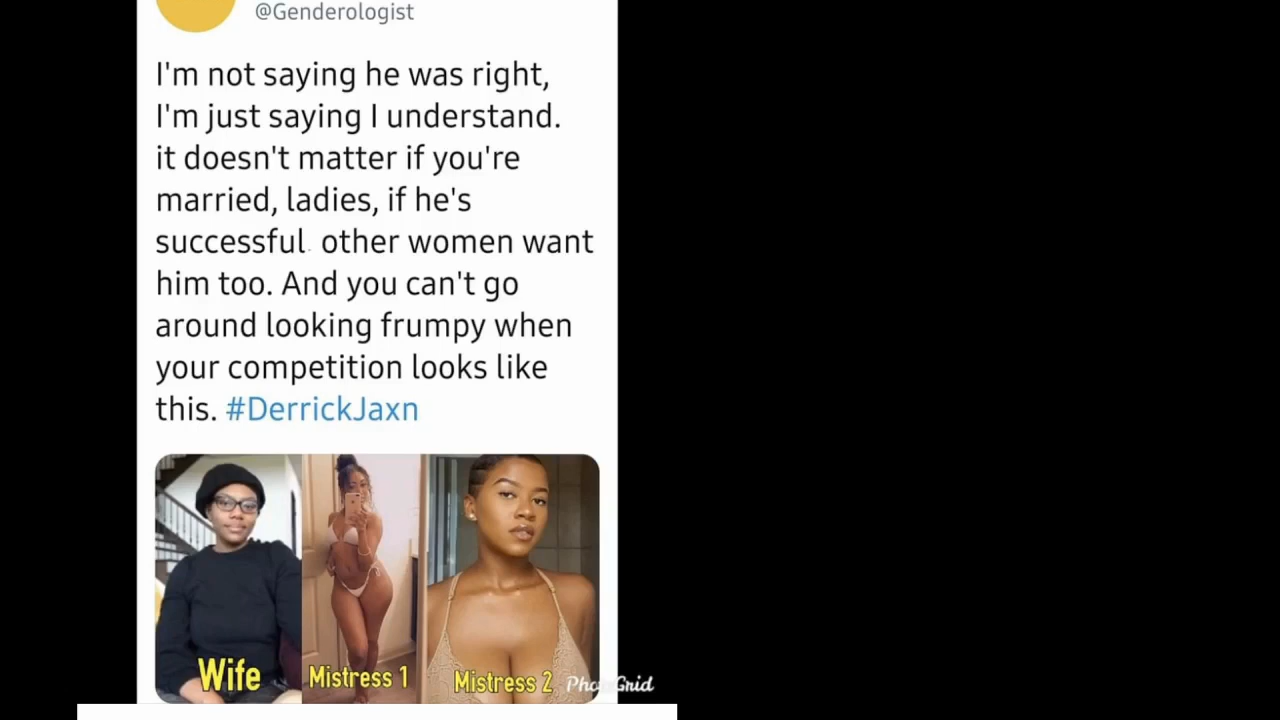 @Genderologist
I'm not saying he was right,
I'm just saying I understand.
it doesn't matter if you're
married, ladies, if he's
successful other women want
him too. And you can't go
around looking frumpy when
your competition looks like
this. #DerrickJaxn
Wife
Mistress 1
Mistress 2
PhotoGrid